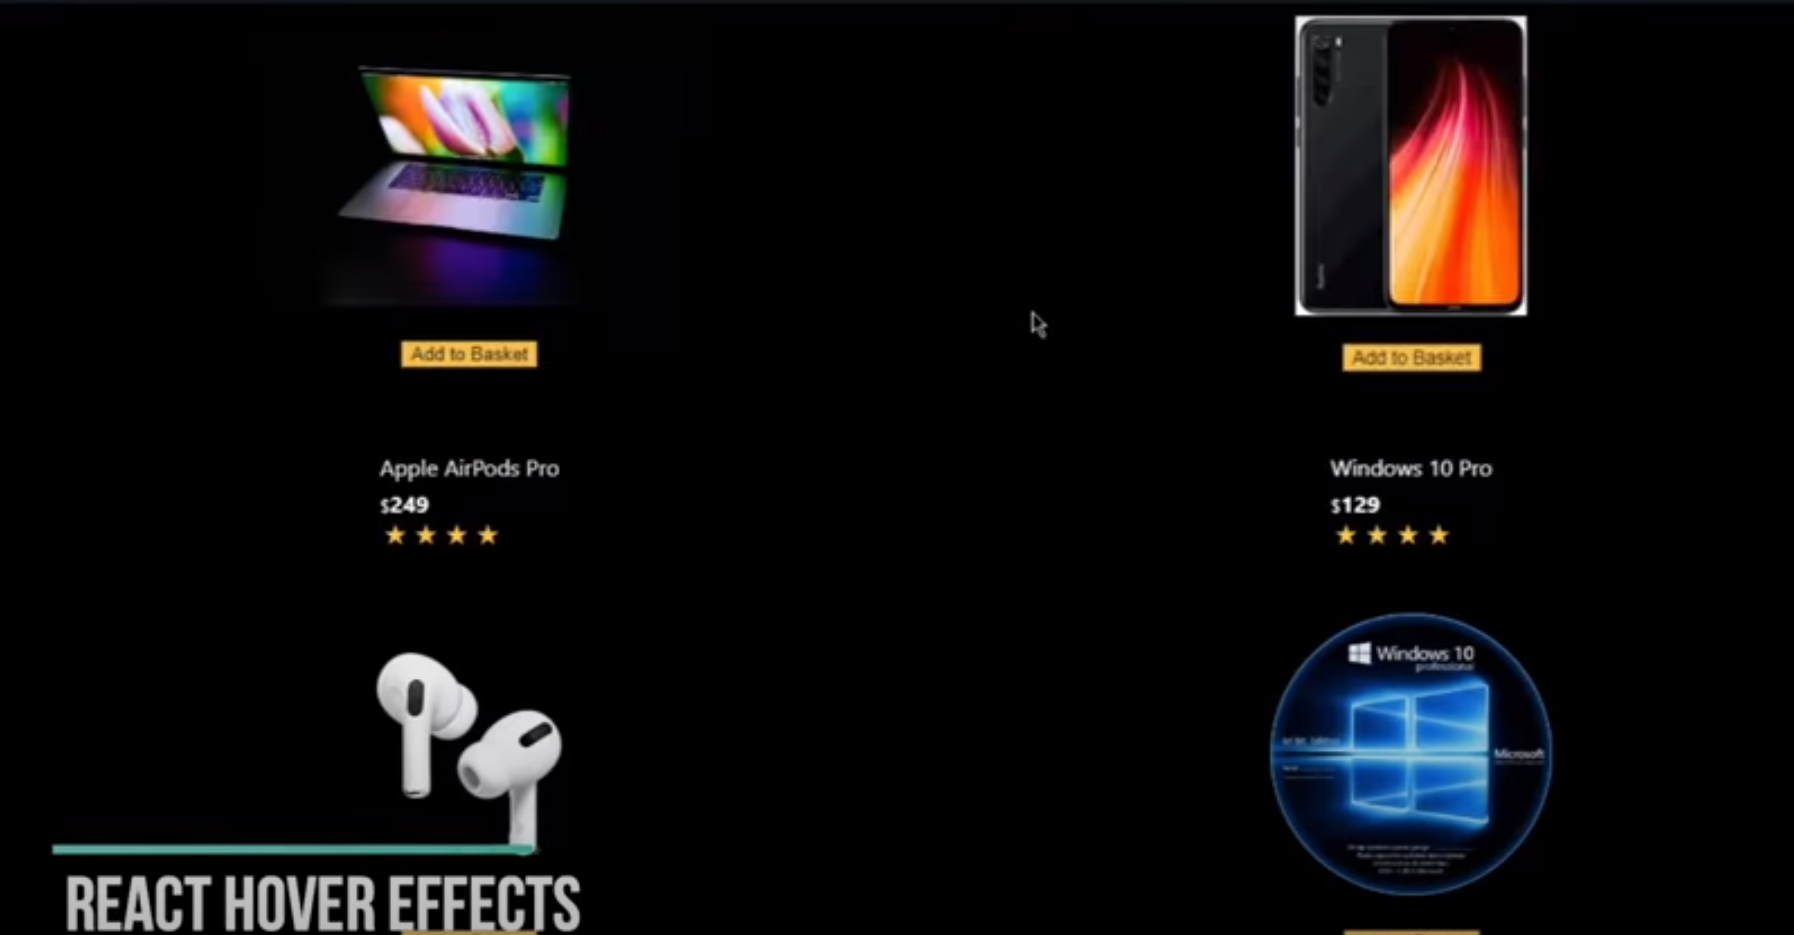 Add to Basket
Add to Basket
Apple AirPods Pro
$249
★ ★ ★ ★
Windows 10 Pro
$129
★ ★ ★ ★
Windows 10
professional
Microsoft
REACT HOVER EFFECTS